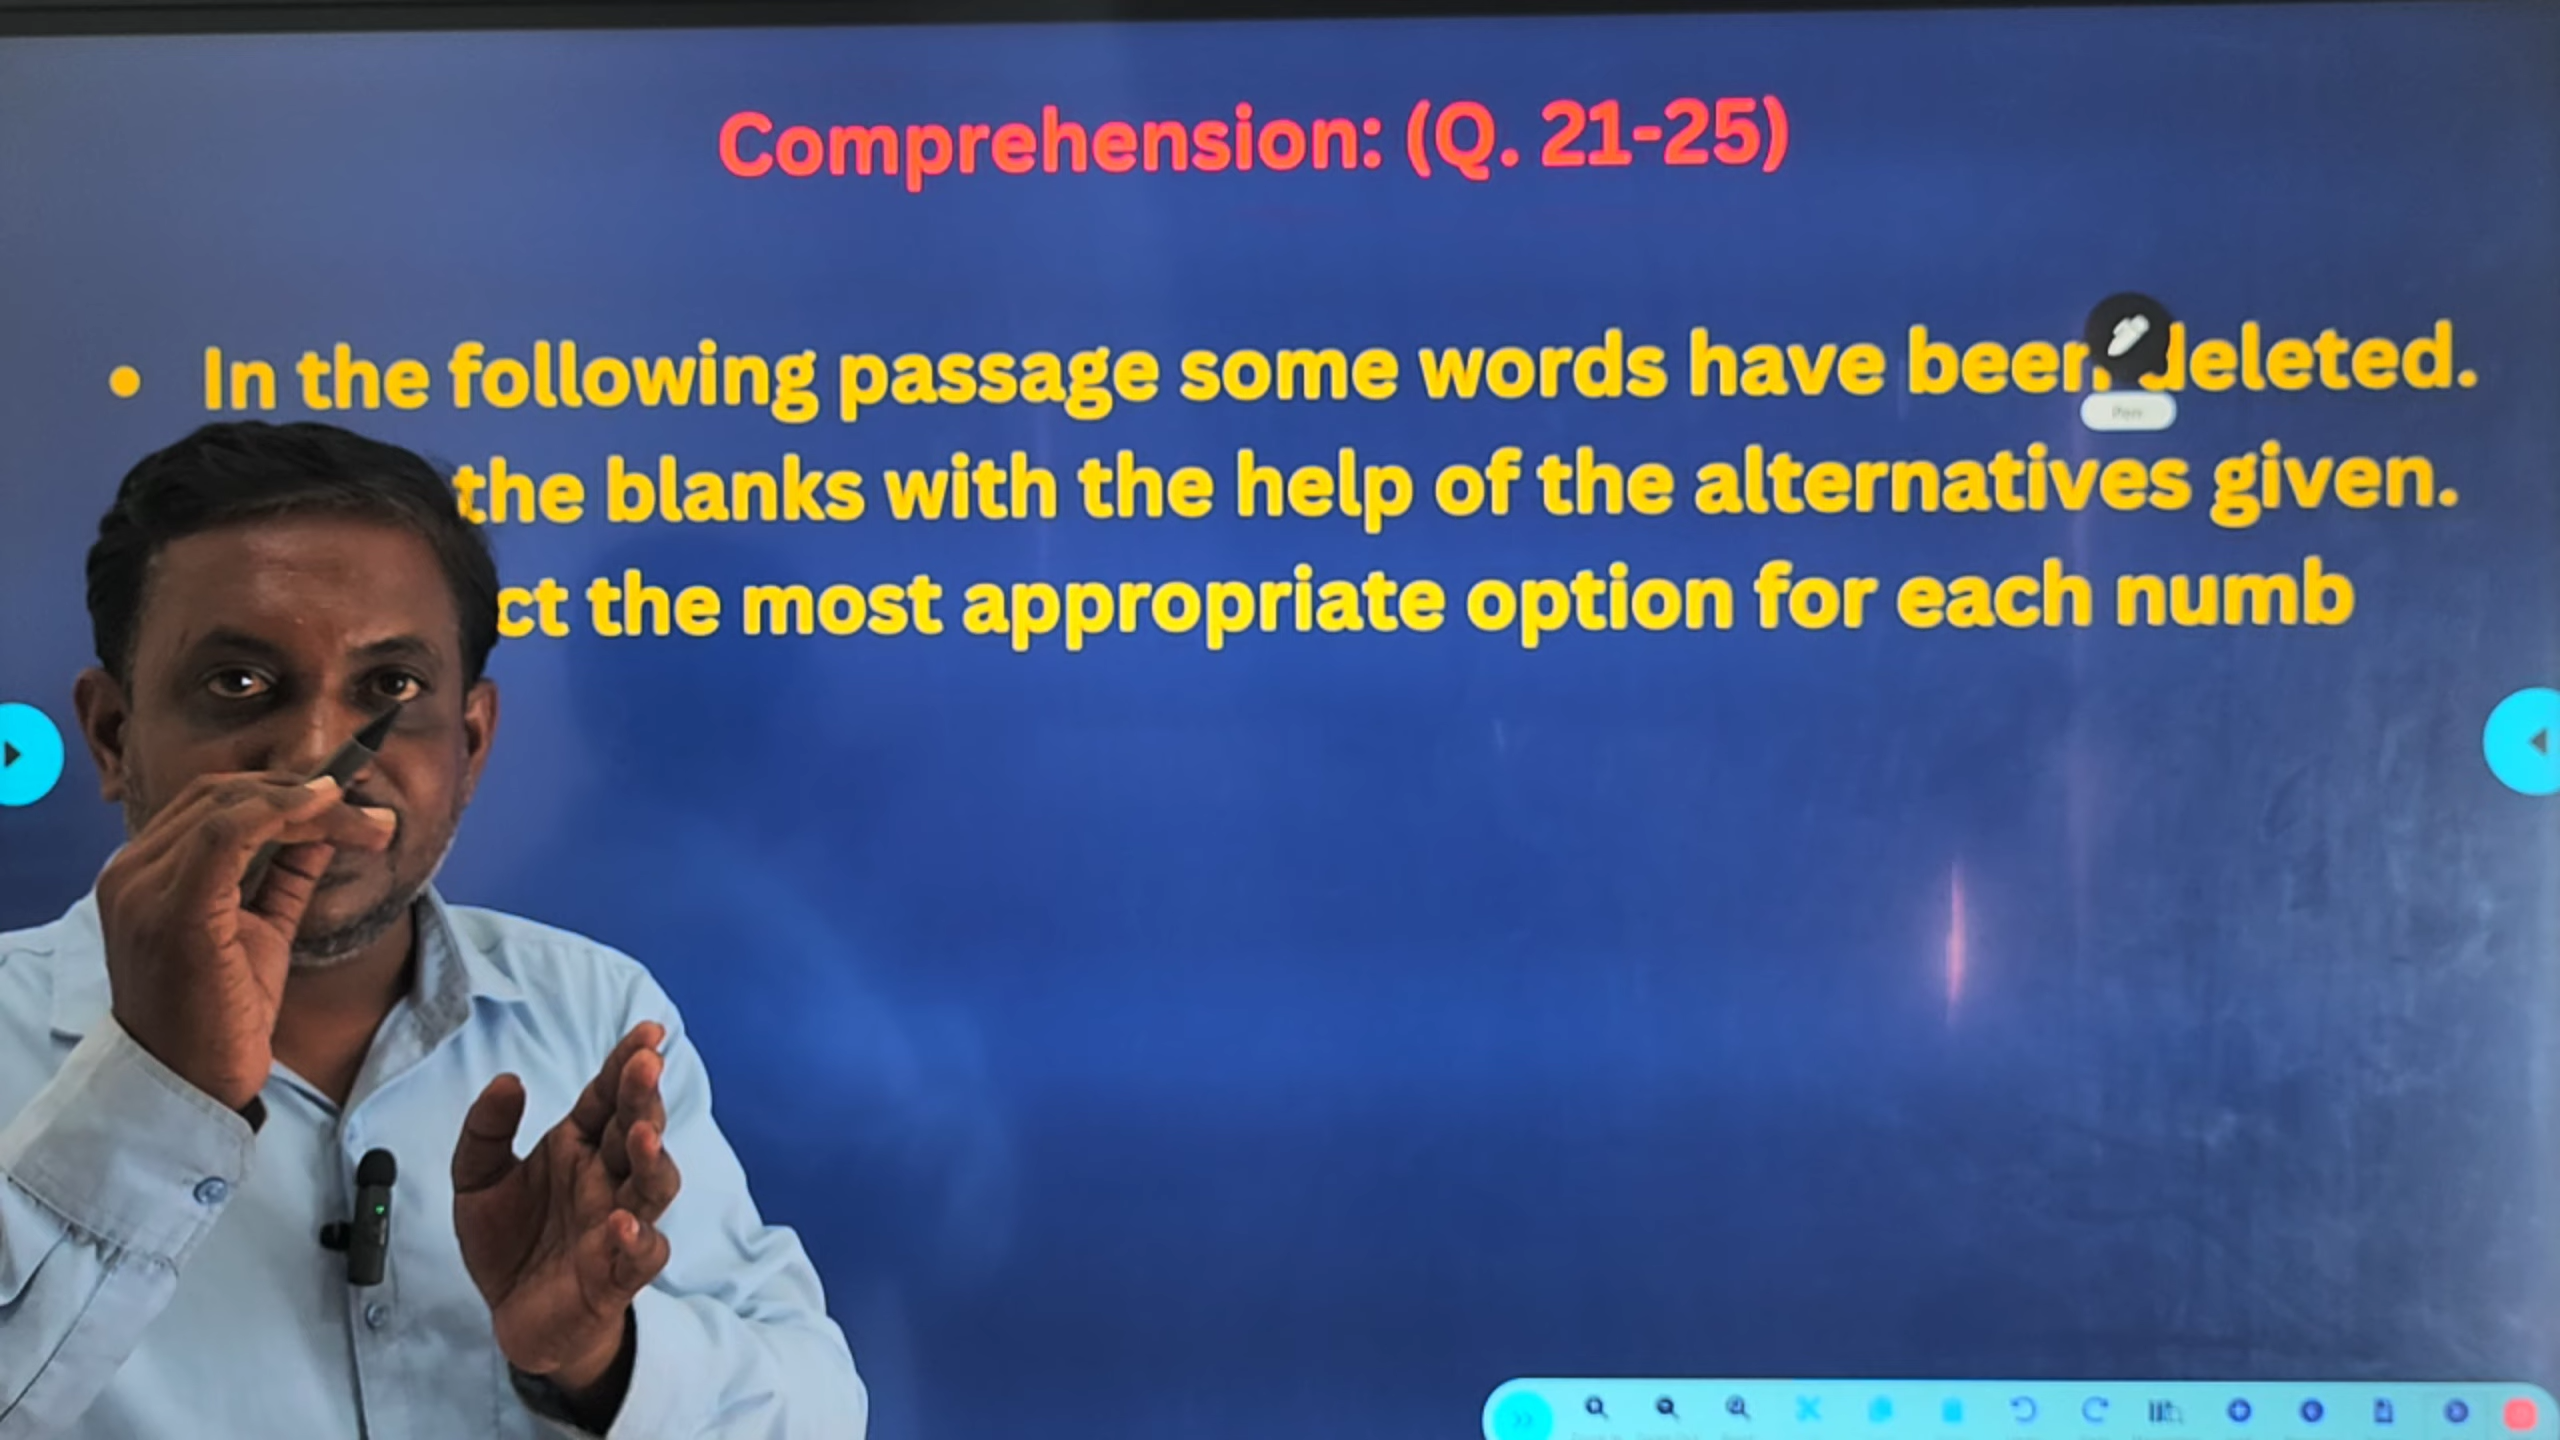 Comprehension: (Q. 21-25)
• In the following passage some words have been deleted.
the blanks with the help of the alternatives given.
ct the most appropriate option for each numb
Pen